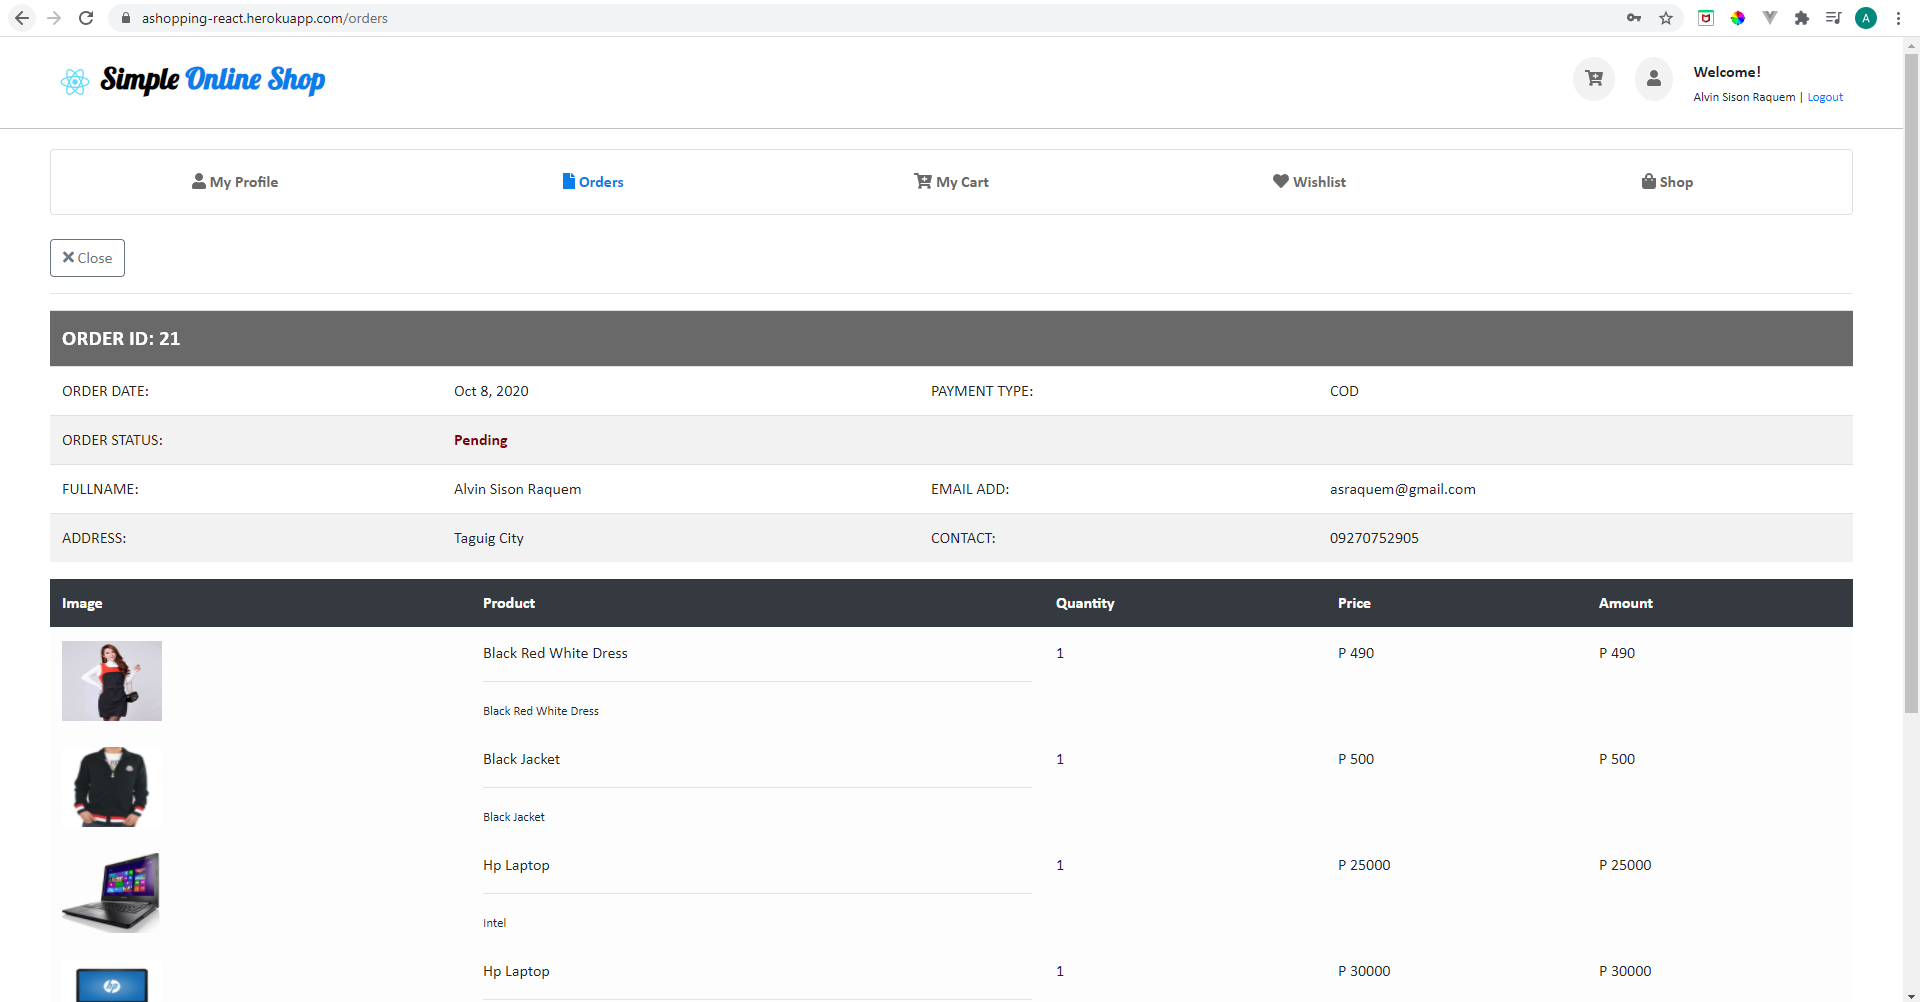 ashopping-react.herokuapp.com/orders
A
Simple Online Shop
Welcome!
Alvin Sison Raquem | Logout
My Profile Orders My Cart Wishlist Shop
Close
ORDER ID: 21
ORDER DATE: Oct 8, 2020 PAYMENT TYPE: COD
ORDER STATUS: Pending
FULLNAME: Alvin Sison Raquem EMAIL ADD: asraquem@gmail.com
ADDRESS: Taguig City CONTACT: 09270752905
Image Product Quantity Price Amount
Black Red White Dress 1 P 490 P 490
Black Red White Dress
Black Jacket 1 P 500 P 500
Black Jacket
Hp Laptop 1 P 25000 P 25000
Intel
Hp Laptop 1 P 30000 P 30000
hp